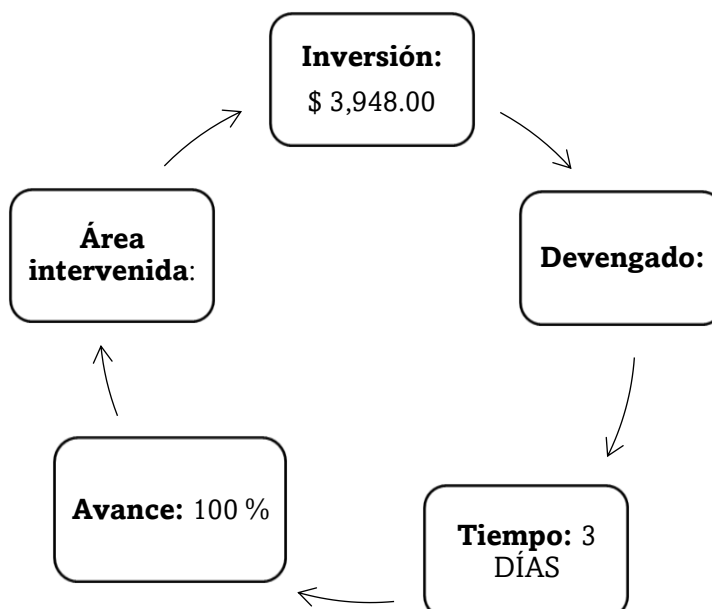 Inversión:
$ 3,948.00
Devengado:
Tiempo: 3
DÍAS
Avance: 100 %
Área
intervenida: